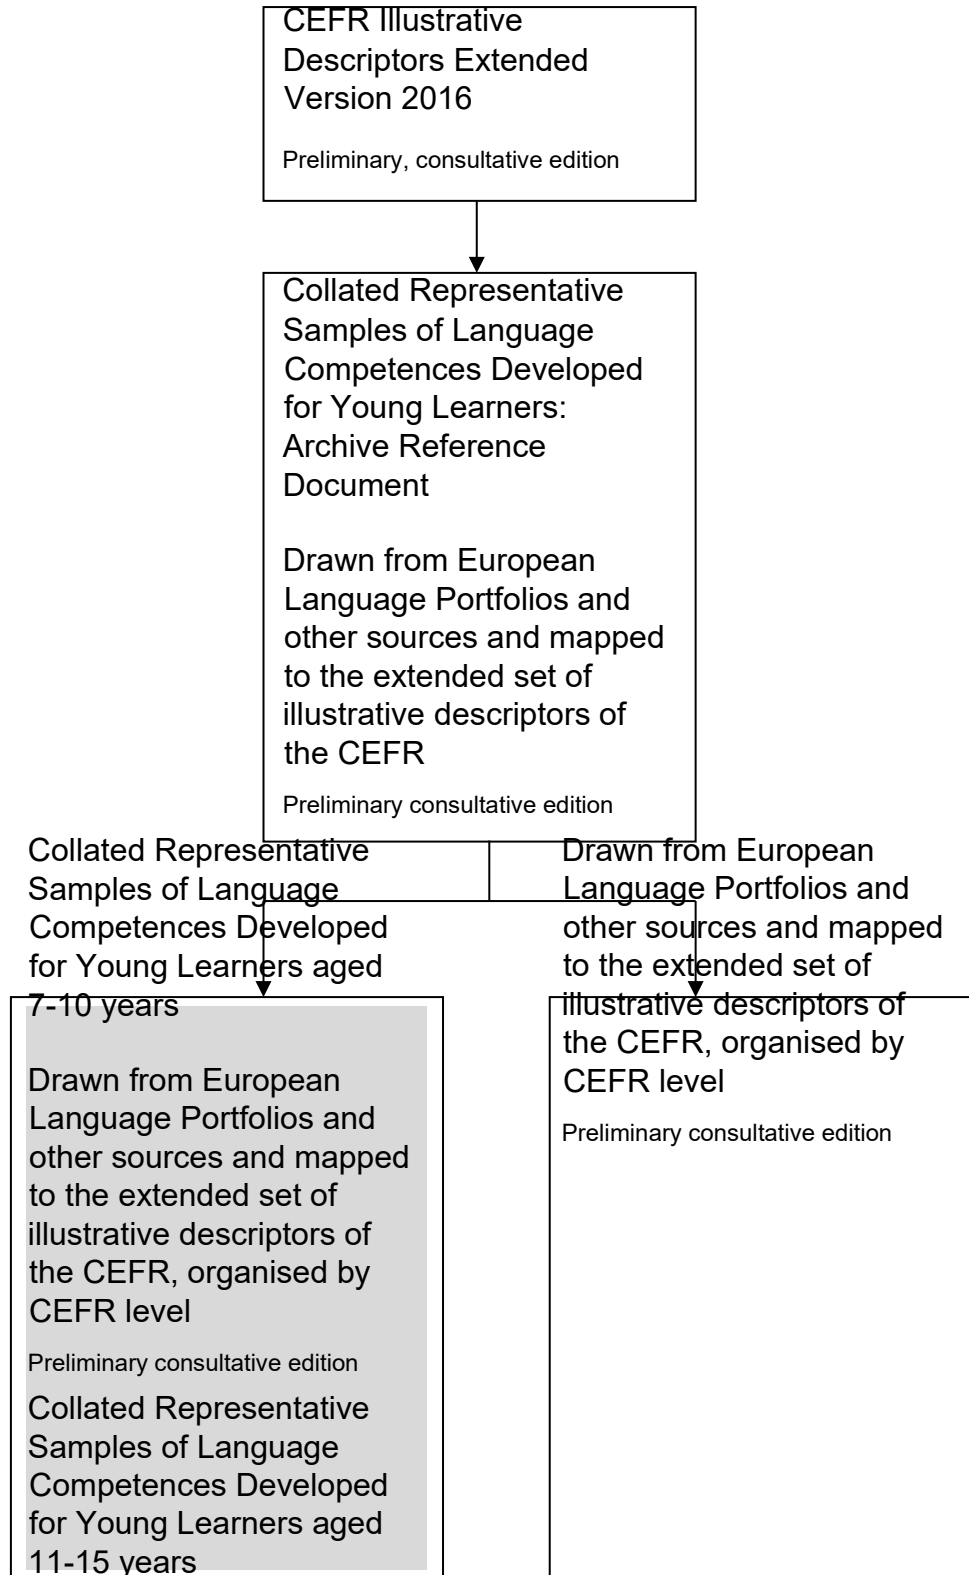 CEFR Illustrative
Descriptors Extended
Version 2016
Preliminary, consultative edition
Collated Representative
Samples of Language
Competences Developed
for Young Learners:
Archive Reference
Document
Drawn from European
Language Portfolios and
other sources and mapped
to the extended set of
illustrative descriptors of
the CEFR
Preliminary consultative edition
Collated Representative
Samples of Language
Competences Developed
for Young Learners aged
7-10 years
Drawn from European
Language Portfolios and
other sources and mapped
to the extended set of
illustrative descriptors of
the CEFR, organised by
CEFR level
Preliminary consultative edition
Collated Representative
Samples of Language
Competences Developed
for Young Learners aged
11-15 years
Drawn from European
Language Portfolios and
other sources and mapped
to the extended set of
illustrative descriptors of
the CEFR, organised by
CEFR level
Preliminary consultative edition